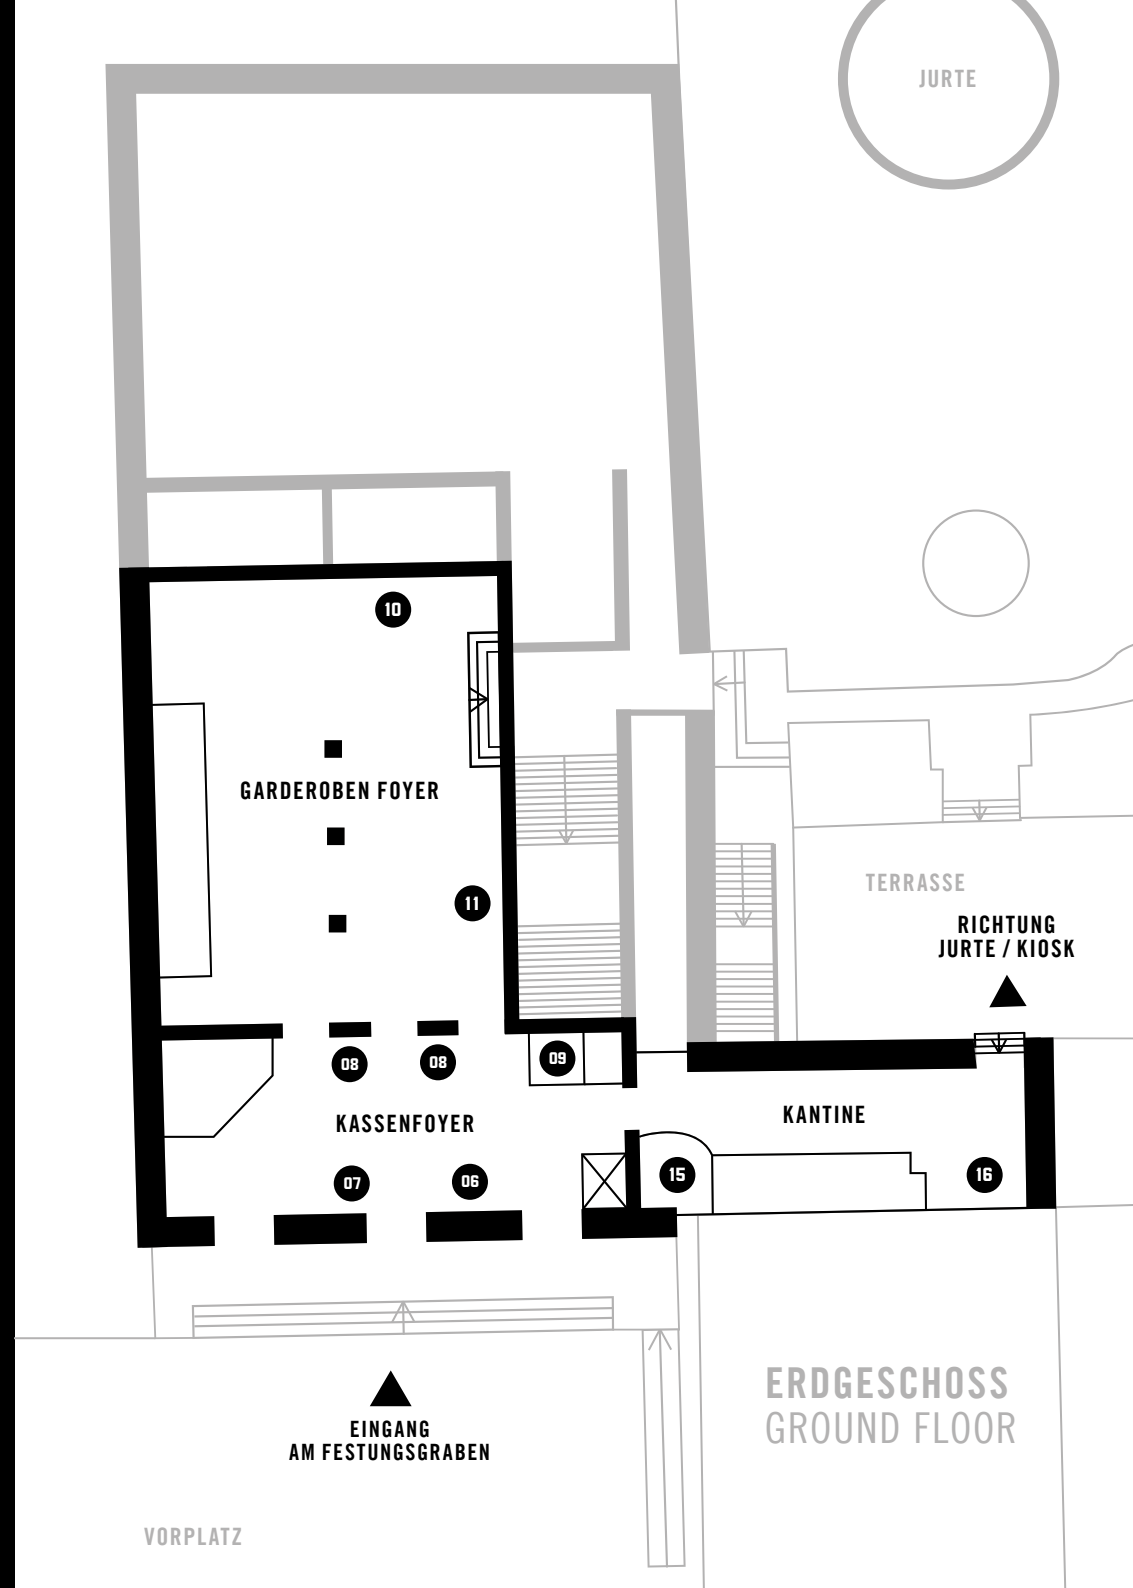 JURTE
10
GARDEROBEN FOYER
11
TERRASSE
RICHTUNG
JURTE / KIOSK
08
08
09
KASSENFOYER
KANTINE
07
06
15
16
ERDGESCHOSS
GROUND FLOOR
EINGANG
AM FESTUNGSGRABEN
VORPLATZ